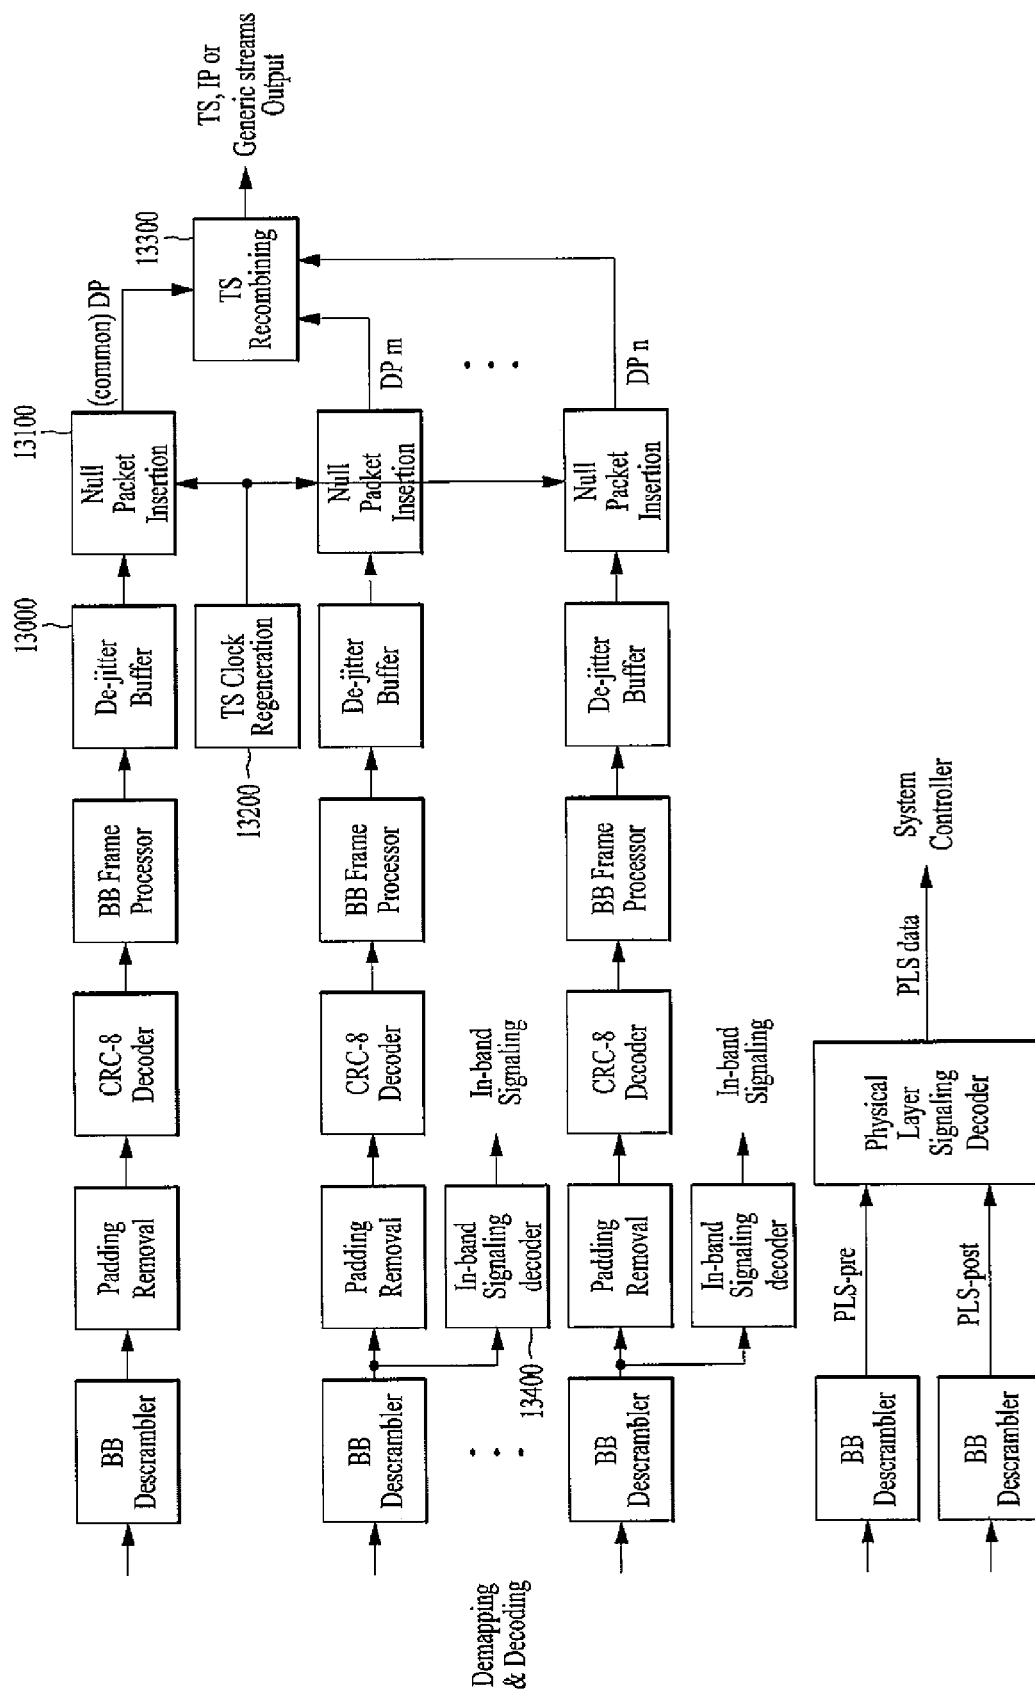 Demapping
& Decoding
BB
Descrambler
Padding
Removal
CRC-8
Decoder
BB Frame
Processor
De-jitter
Buffer
13000
Null
Packet
Insertion
13100
(common) DP
TS Clock
Regeneration
13200
TS
Recombining
13300
TS, IP or
Generic streams
Output
BB
Descrambler
Padding
Removal
CRC-8
Decoder
BB Frame
Processor
De-jitter
Buffer
Null
Packet
Insertion
DP m
In-band
Signaling
decoder
13400
In-band
Signaling
BB
Descrambler
Padding
Removal
CRC-8
Dccoder
BB Frame
Processor
De-jitter
Buffer
Null
Packet
Insertion
DP n
In-band
Signaling
decoder
In-band
Signaling
BB
Descrambler
PLS-pre
BB
Descrambler
PLS-post
Physical
Layer
Signaling
Decoder
PLS data
System
Controller